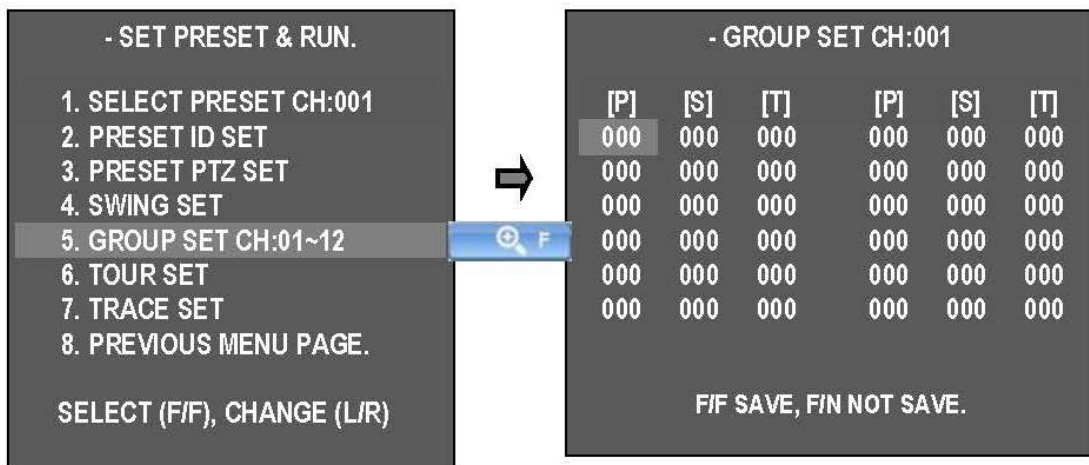 - SET PRESET & RUN.
1. SELECT PRESET CH:001
2. PRESET ID SET
3. PRESET PTZ SET
4. SWING SET
5. GROUP SET CH:01~12
6. TOUR SET
7. TRACE SET
8. PREVIOUS MENU PAGE.
SELECT (F/F), CHANGE (L/R)
F
- GROUP SET CH:001
[P] [S] [T] [P] [S] [T]
000 000 000 000 000 000
000 000 000 000 000 000
000 000 000 000 000 000
000 000 000 000 000 000
000 000 000 000 000 000
000 000 000 000 000 000
F/F SAVE, F/N NOT SAVE.